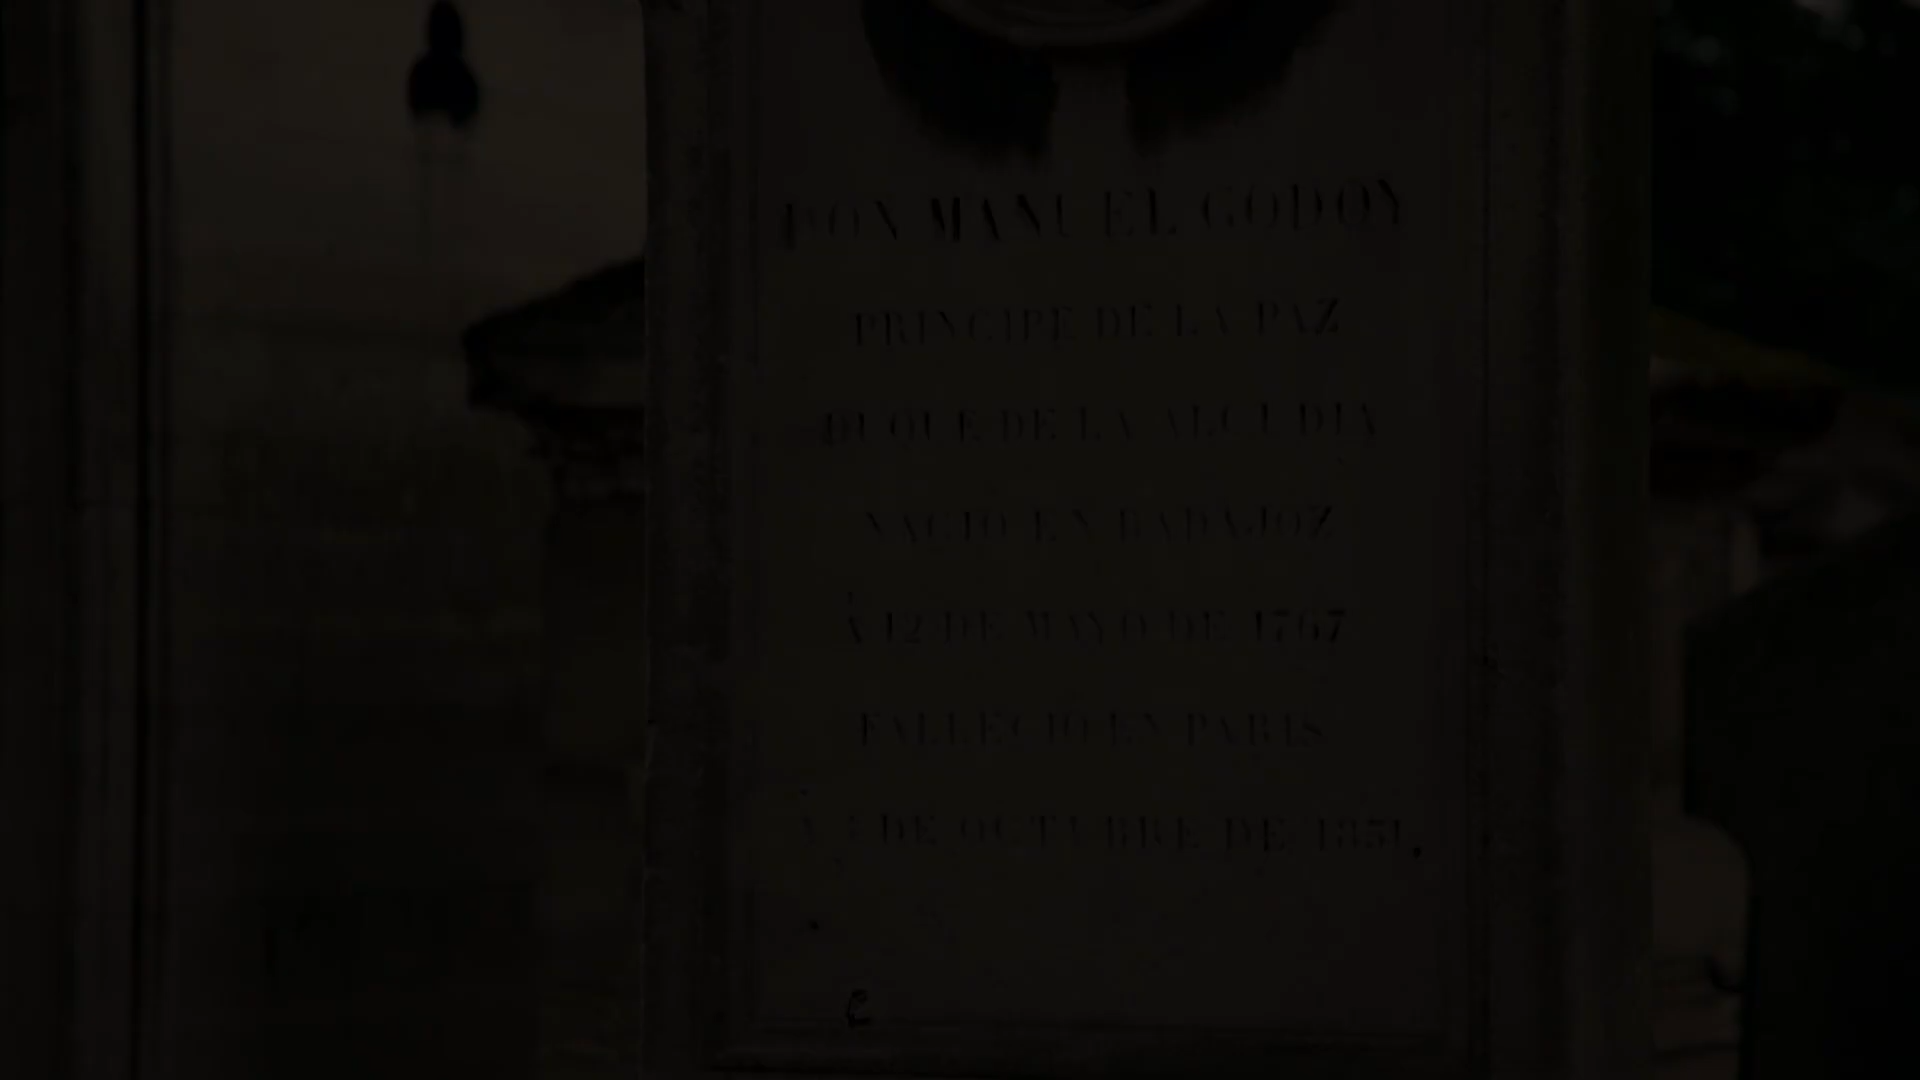 DON MANUEL GODOY
PRINCIPE DE LA PAZ
DUQUE DE LA ALCUDIA
NACIO EN BADAJOZ
A 12 DE MAYO DE 1767
FALLECIO EN PARIS
DE OCTUBRE DE 1851.